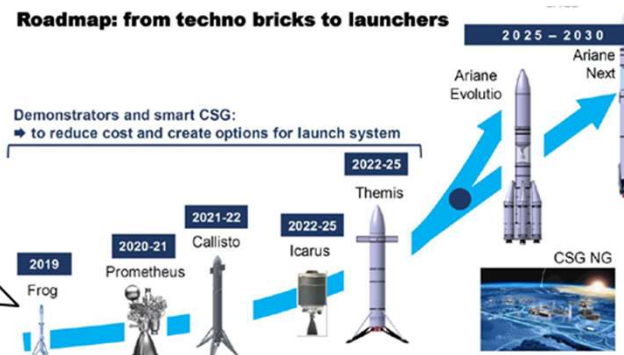 Roadmap: from techno bricks to launchers
2025 – 2030
Ariane
Next
Ariane
Evolutio
Demonstrators and smart CSG:
➡ to reduce cost and create options for launch system
2022-25
Themis
2021-22
Callisto
2022-25
Icarus
2020-21
Prometheus
2019
Frog
CSG NG